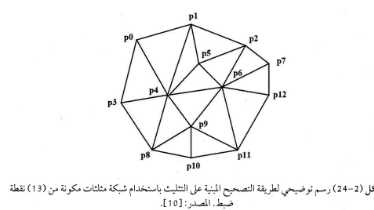 p1
p0
p2
p5
p7
p6
p4
p12
p3
p9
p8
p11
p10
كل (2-24) رسم توضيحي لطريقة التصحيح المبنية على التثليث باستخدام شبكة مثلثات مكونة من (13) نقطة
ضبط. المصدر: [10].